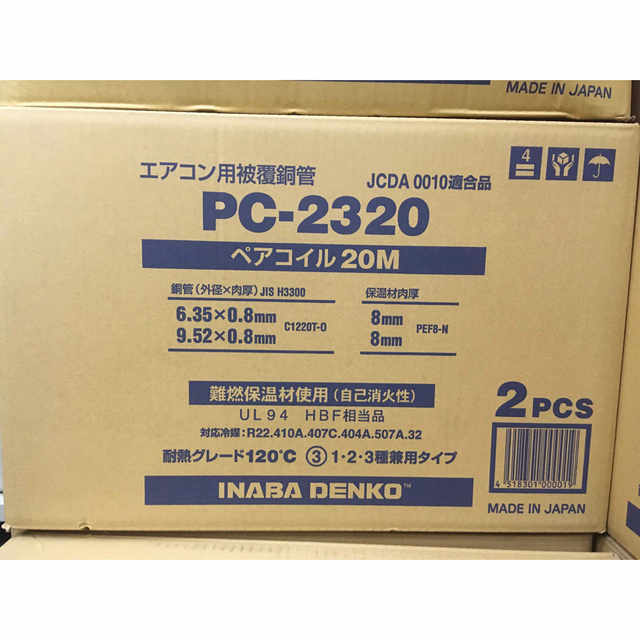 MADE IN JAPAN
エアコン用被覆銅管
JCDA 0010適合品
4
PC-2320
ペアコイル 20M
銅管（外径×肉厚）JIS H3300
6.35×0.8mm
9.52×0.8mm
C1220T-O
保温材肉厚
8mm
8mm
PEF8-N
難燃保温材使用（自己消火性）
UL94 HBF相当品
対応冷媒：R22.410A.407C.404A.507A.32
耐熱グレード120℃ ③1・2・3種兼用タイプ
INABA DENKO™
2PCS
4 518301 000019
MADE IN JAPAN